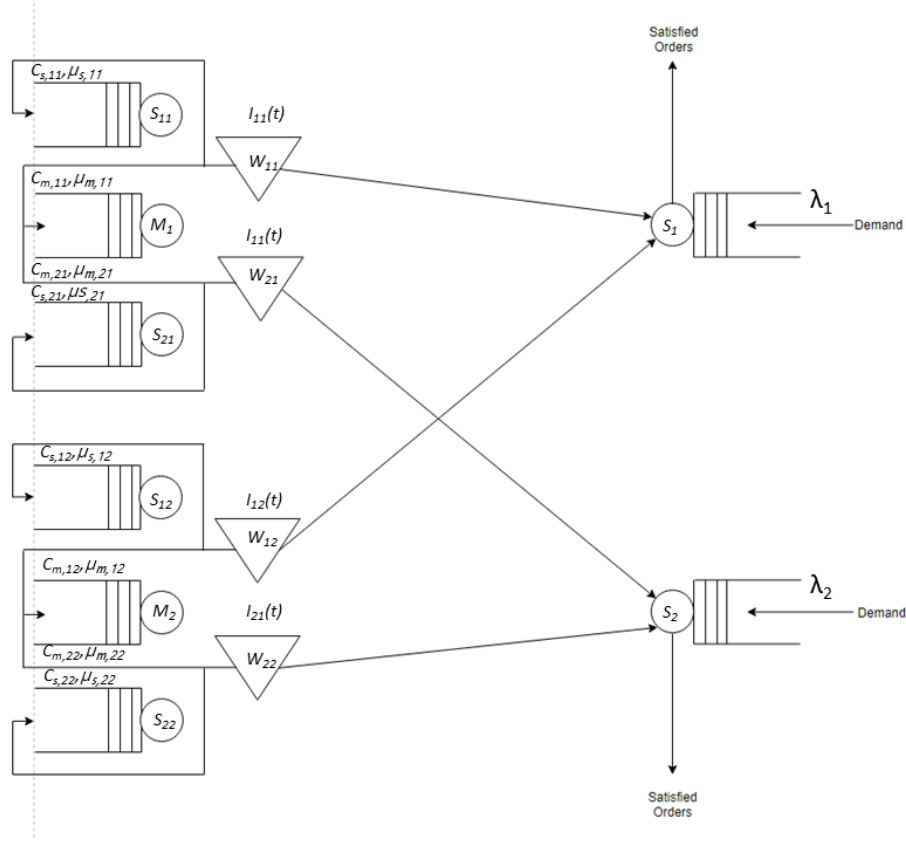 Satisfied
Orders
C_{s,11},μ_{s,11}
S_{11}
I_{11}(t)
W_{11}
C_{m,11},μ_{m,11}
M_1
S_1
λ_1
Demand
I_{11}(t)
W_{21}
C_{m,21},μ_{m,21}
C_{s,21},μ_{S,21}
S_{21}
C_{s,12},μ_{s,12}
S_{12}
I_{12}(t)
W_{12}
C_{m,12},μ_{m,12}
M_2
S_2
λ_2
Demand
I_{21}(t)
W_{22}
C_{m,22},μ_{m,22}
C_{s,22},μ_{s,22}
S_{22}
Satisfied
Orders